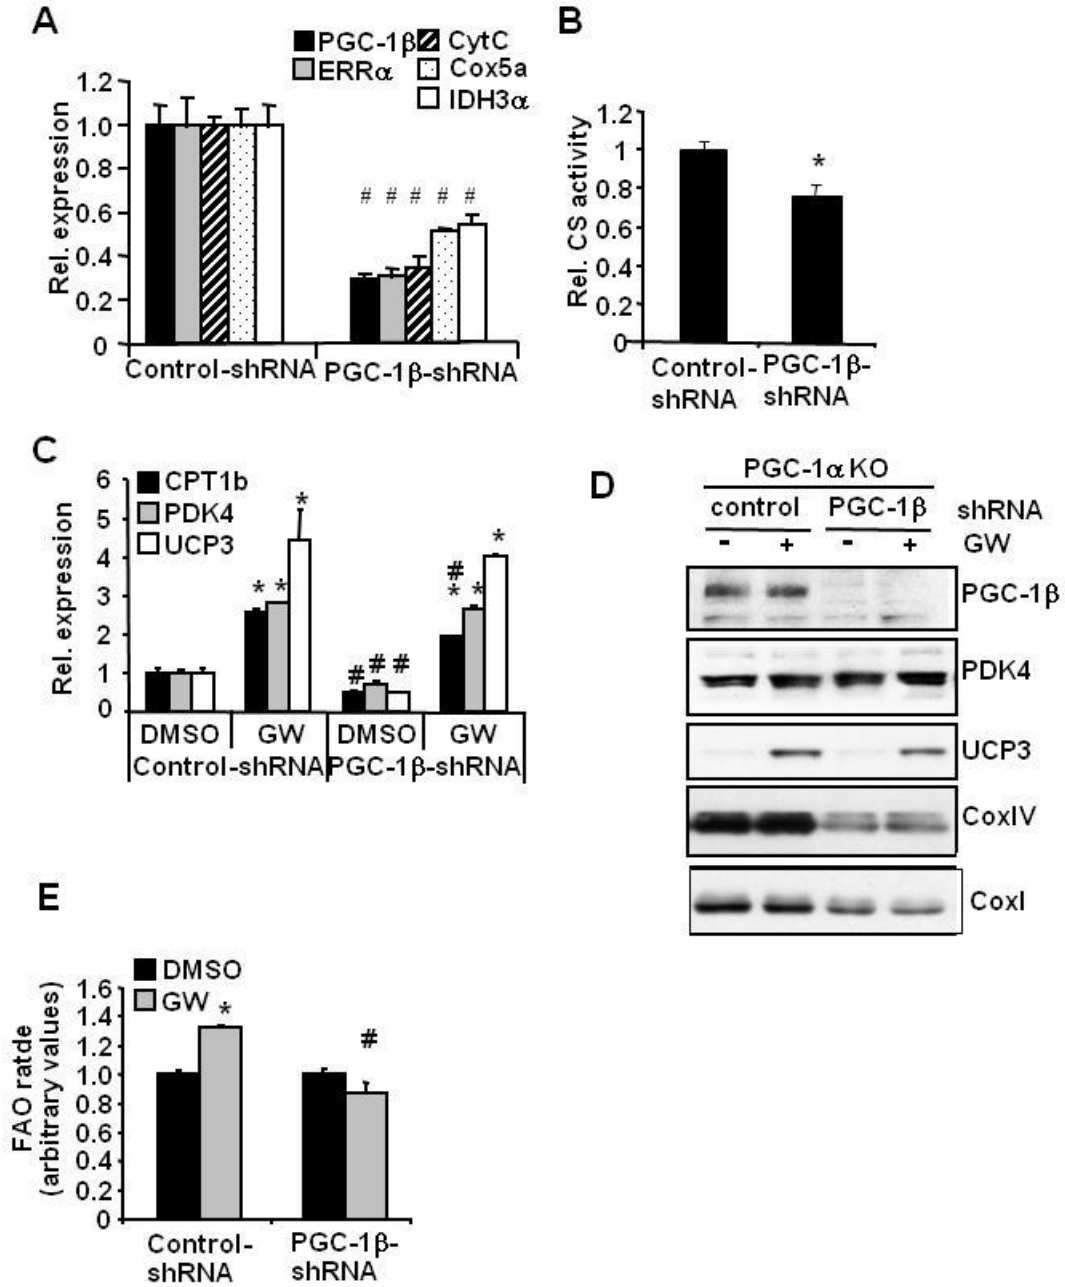 A
PGC-1β CytC
ERRα Cox5a
IDH3α
Rel. expression
1.2
1.0
0.8
0.6
0.4
0.2
0
# # # # #
Control-shRNA PGC-1β-shRNA
B
Rel. CS activity
1.2
1
0.8
0.6
0.4
0.2
0
*
Control-
shRNA
PGC-1β-
shRNA
C
CPT1b
PDK4
UCP3
Rel. expression
6
5
4
3
2
1
0
* * *
# # #
#
* * *
DMSO GW DMSO GW
Control-shRNA PGC-1β-shRNA
D
PGC-1α KO
control PGC-1β shRNA
- + - + GW
PGC-1β
PDK4
UCP3
CoxIV
CoxI
E
DMSO
GW
FAO ratde
(arbitrary values)
1.6
1.4
1.2
1.0
0.8
0.6
0.4
0.2
0
*
#
Control-
shRNA
PGC-1β-
shRNA